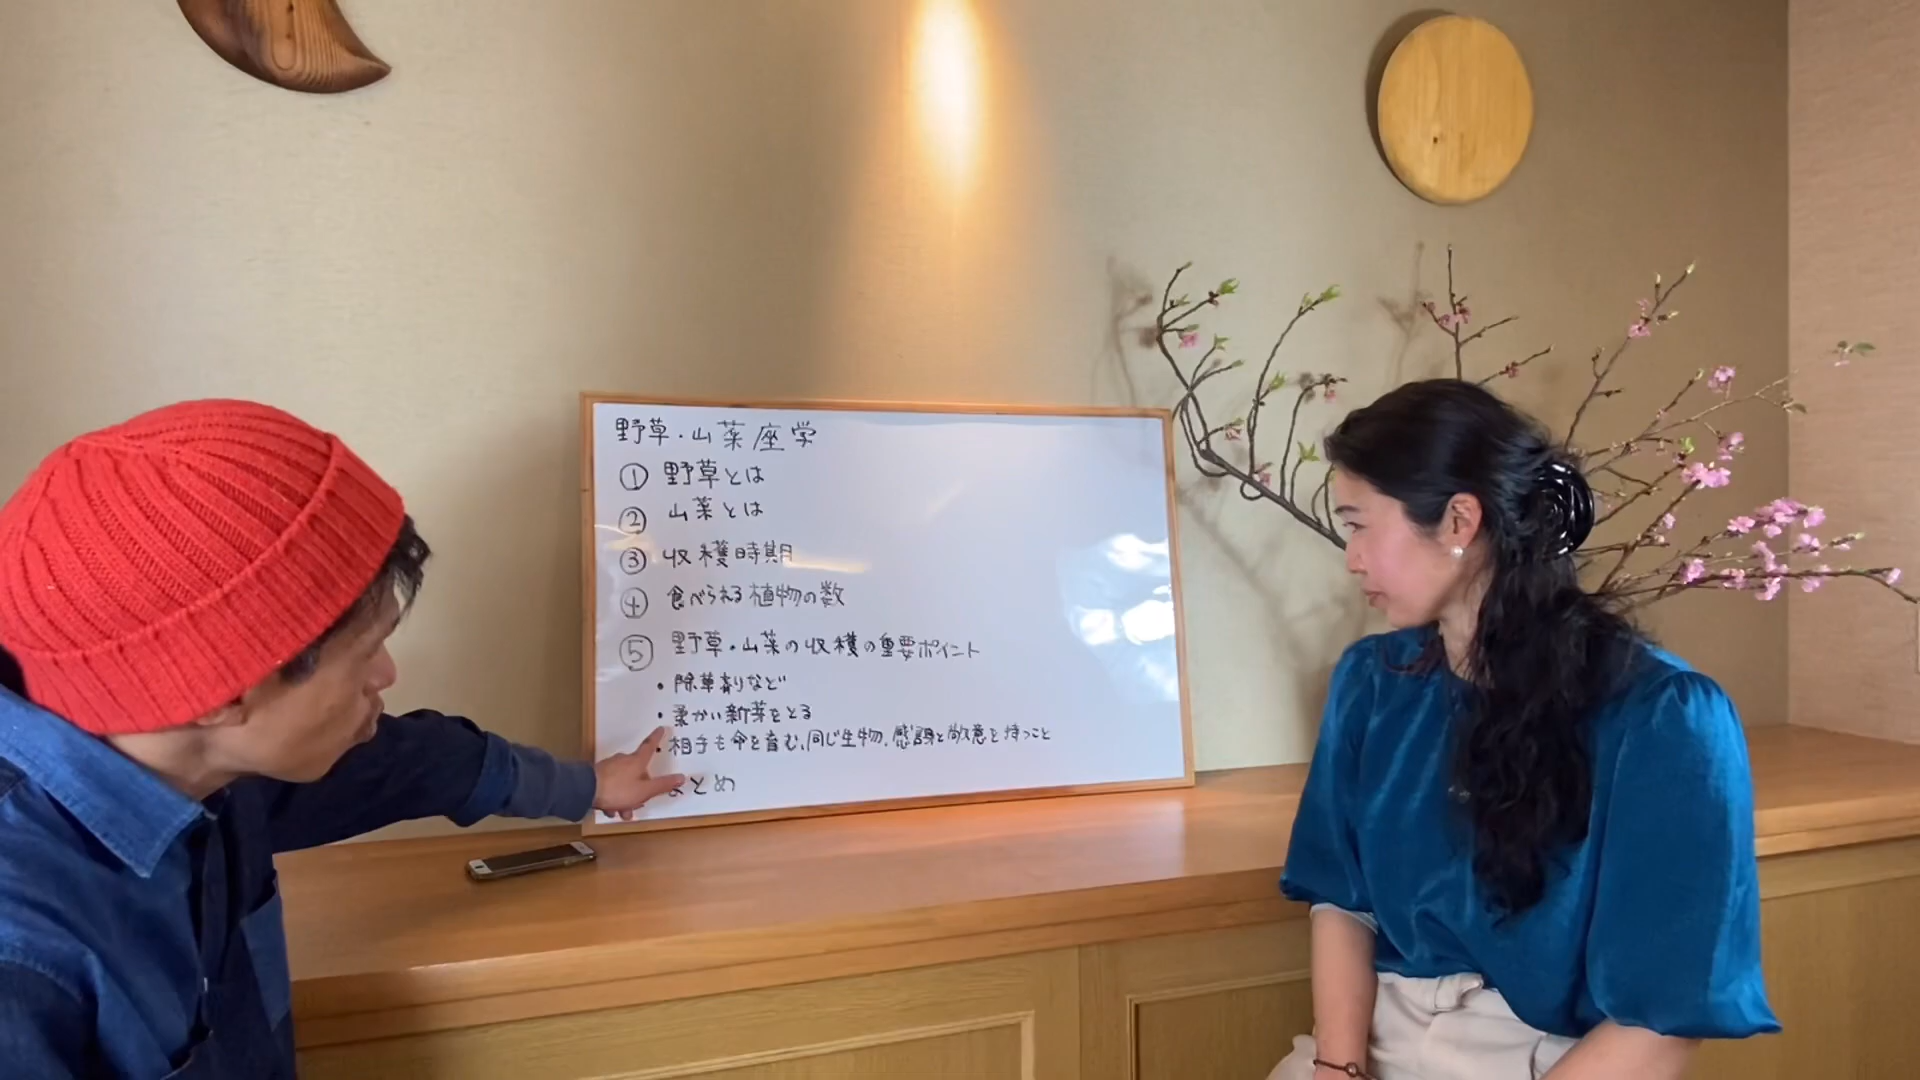 野草・山菜座学
① 野草とは
② 山菜とは
③ 収穫時期
④ 食べられる植物の数
⑤ 野草・山菜の収穫の重要ポイント
・除草剤など
・柔かい新芽をとる
・相手も命を育む、同じ生物、感謝と敬意を持つこと
まとめ